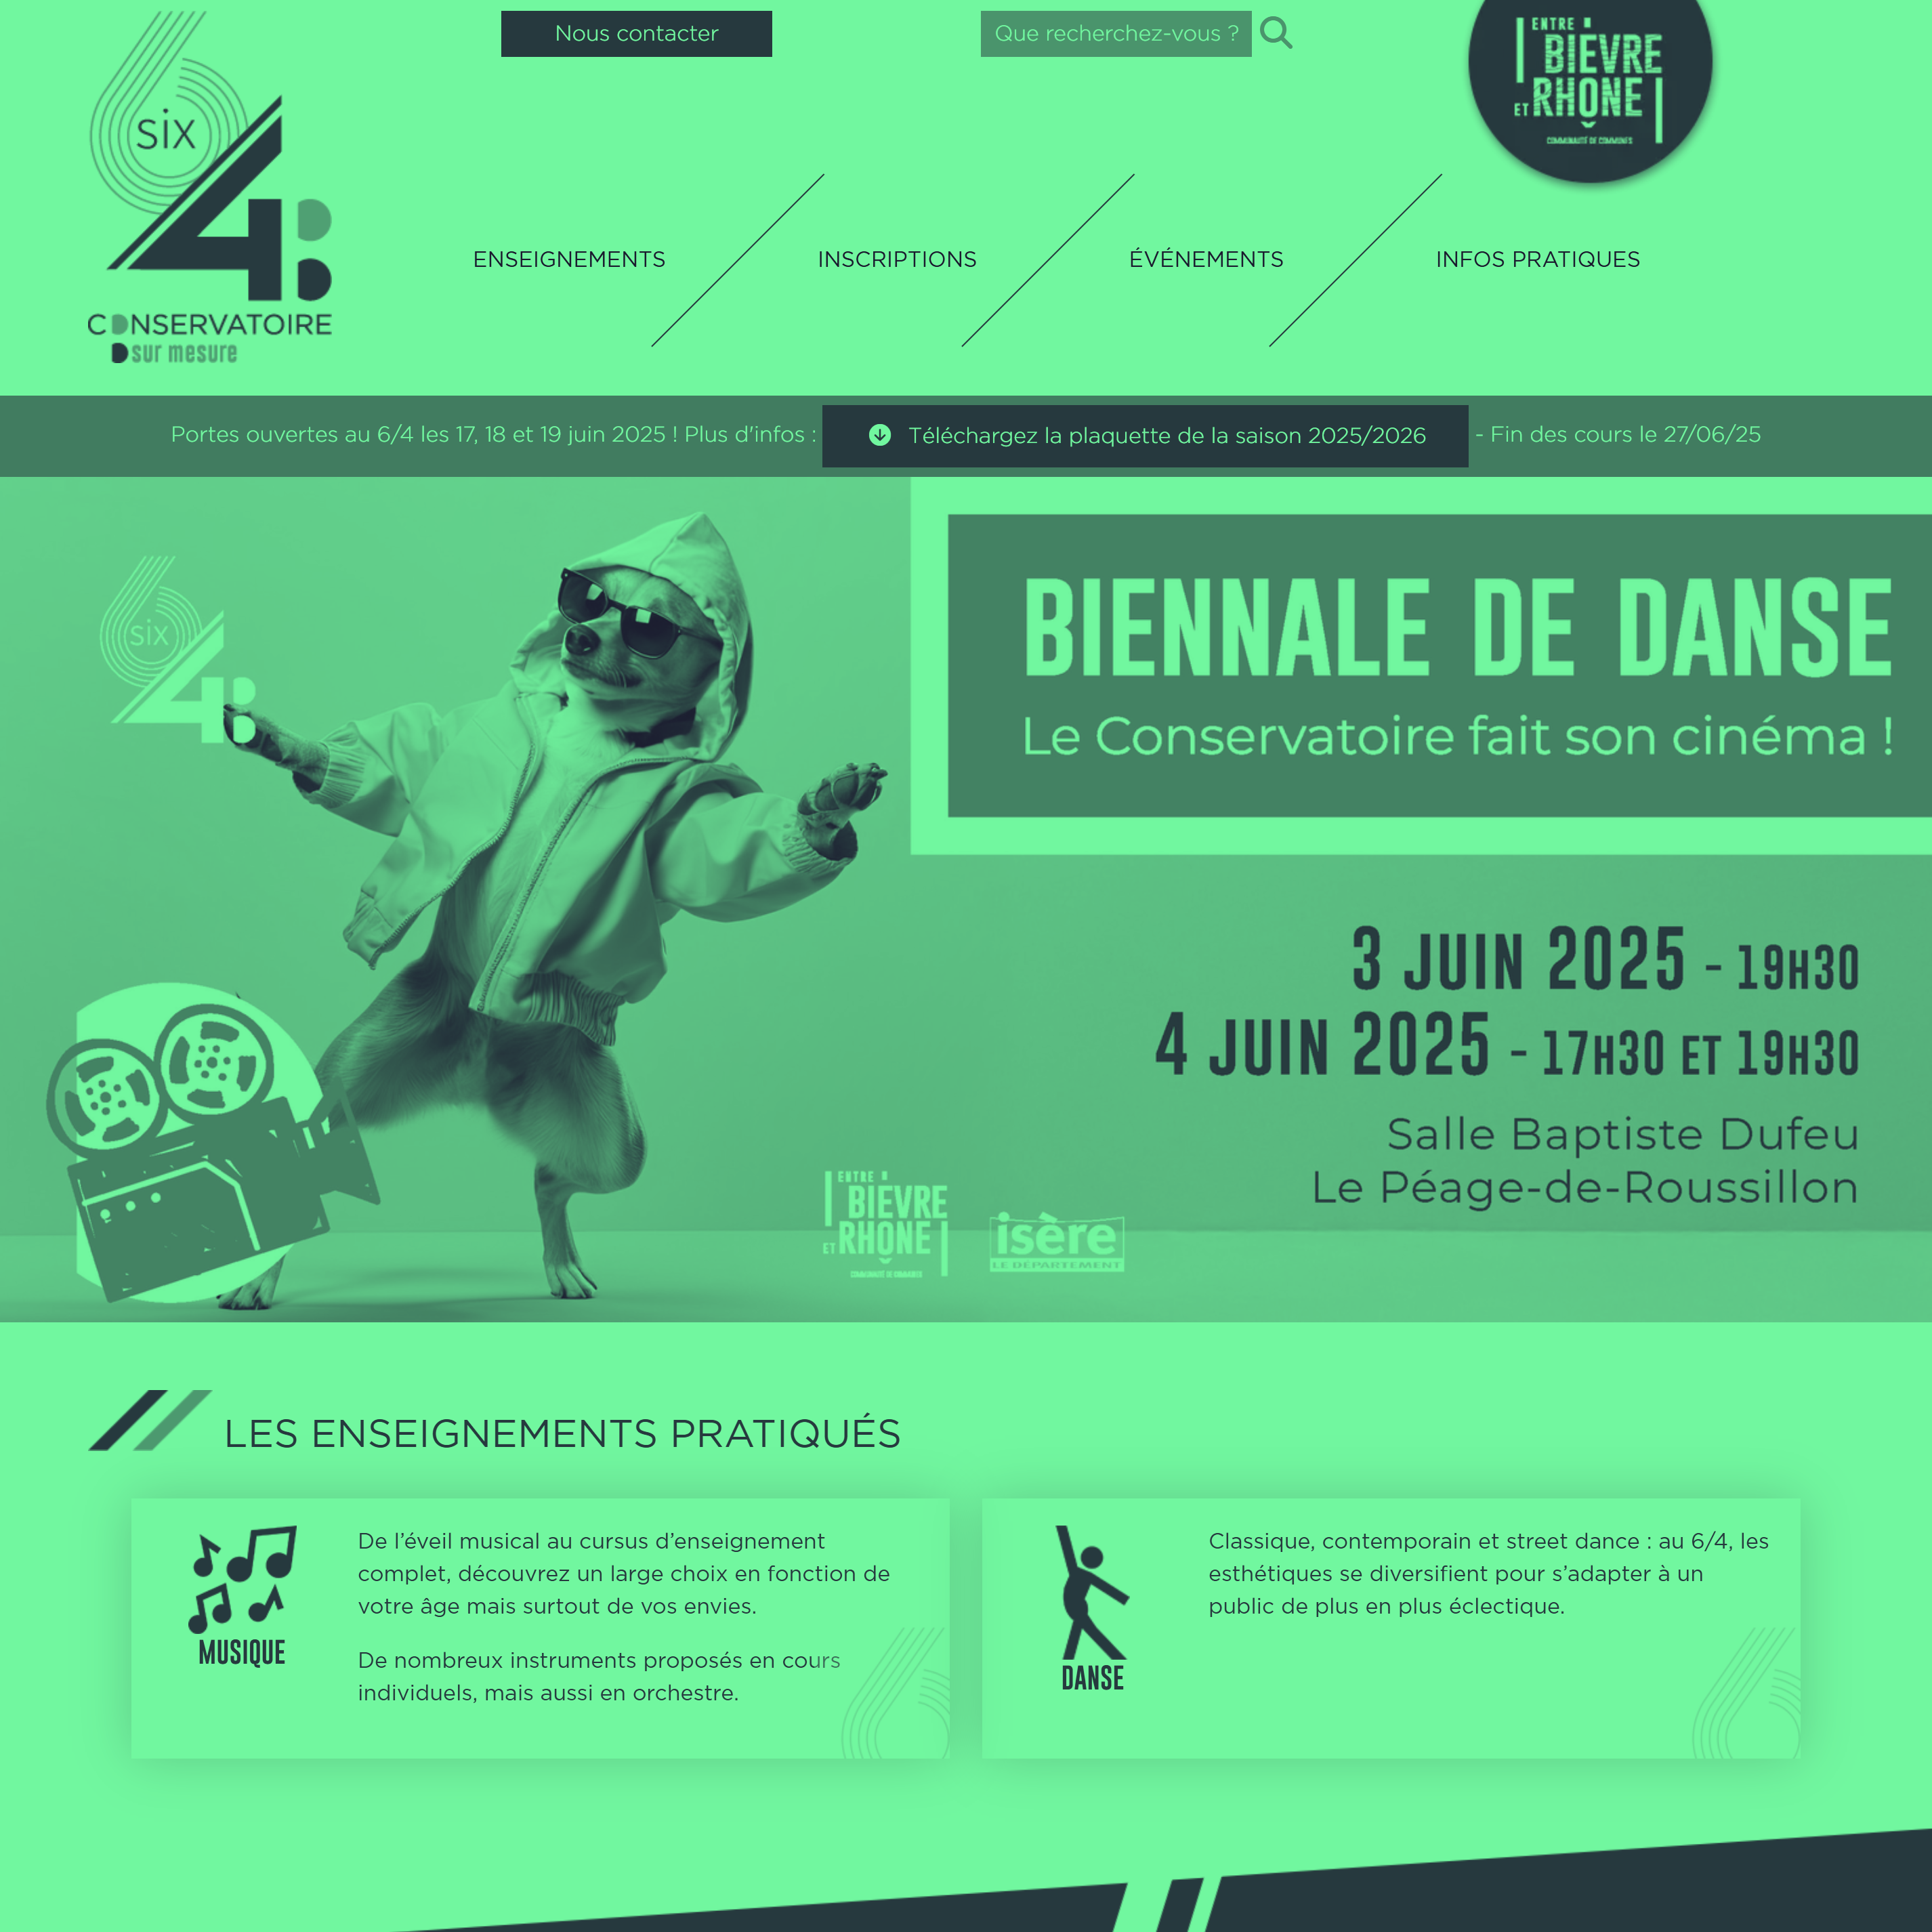 Nous contacter
Que recherchez-vous ?
ENTRE
BIEVRE
ET RHONE
COMMUNAUTÉ DE COMMUNES
six
4
CONSERVATOIRE
sur mesure
ENSEIGNEMENTS
INSCRIPTIONS
ÉVÉNEMENTS
INFOS PRATIQUES
Portes ouvertes au 6/4 les 17, 18 et 19 juin 2025 ! Plus d'infos : Téléchargez la plaquette de la saison 2025/2026 - Fin des cours le 27/06/25
six
4
BIENNALE DE DANSE
Le Conservatoire fait son cinéma !
3 JUIN 2025 - 19H30
4 JUIN 2025 - 17H30 ET 19H30
Salle Baptiste Dufeu
Le Péage-de-Roussillon
ENTRE
BIEVRE
ET RHONE
COMMUNAUTÉ DE COMMUNES
isère
LE DÉPARTEMENT
LES ENSEIGNEMENTS PRATIQUÉS
MUSIQUE
De l’éveil musical au cursus d’enseignement
complet, découvrez un large choix en fonction de
votre âge mais surtout de vos envies.
De nombreux instruments proposés en cours
individuels, mais aussi en orchestre.
DANSE
Classique, contemporain et street dance : au 6/4, les
esthétiques se diversifient pour s’adapter à un
public de plus en plus éclectique.